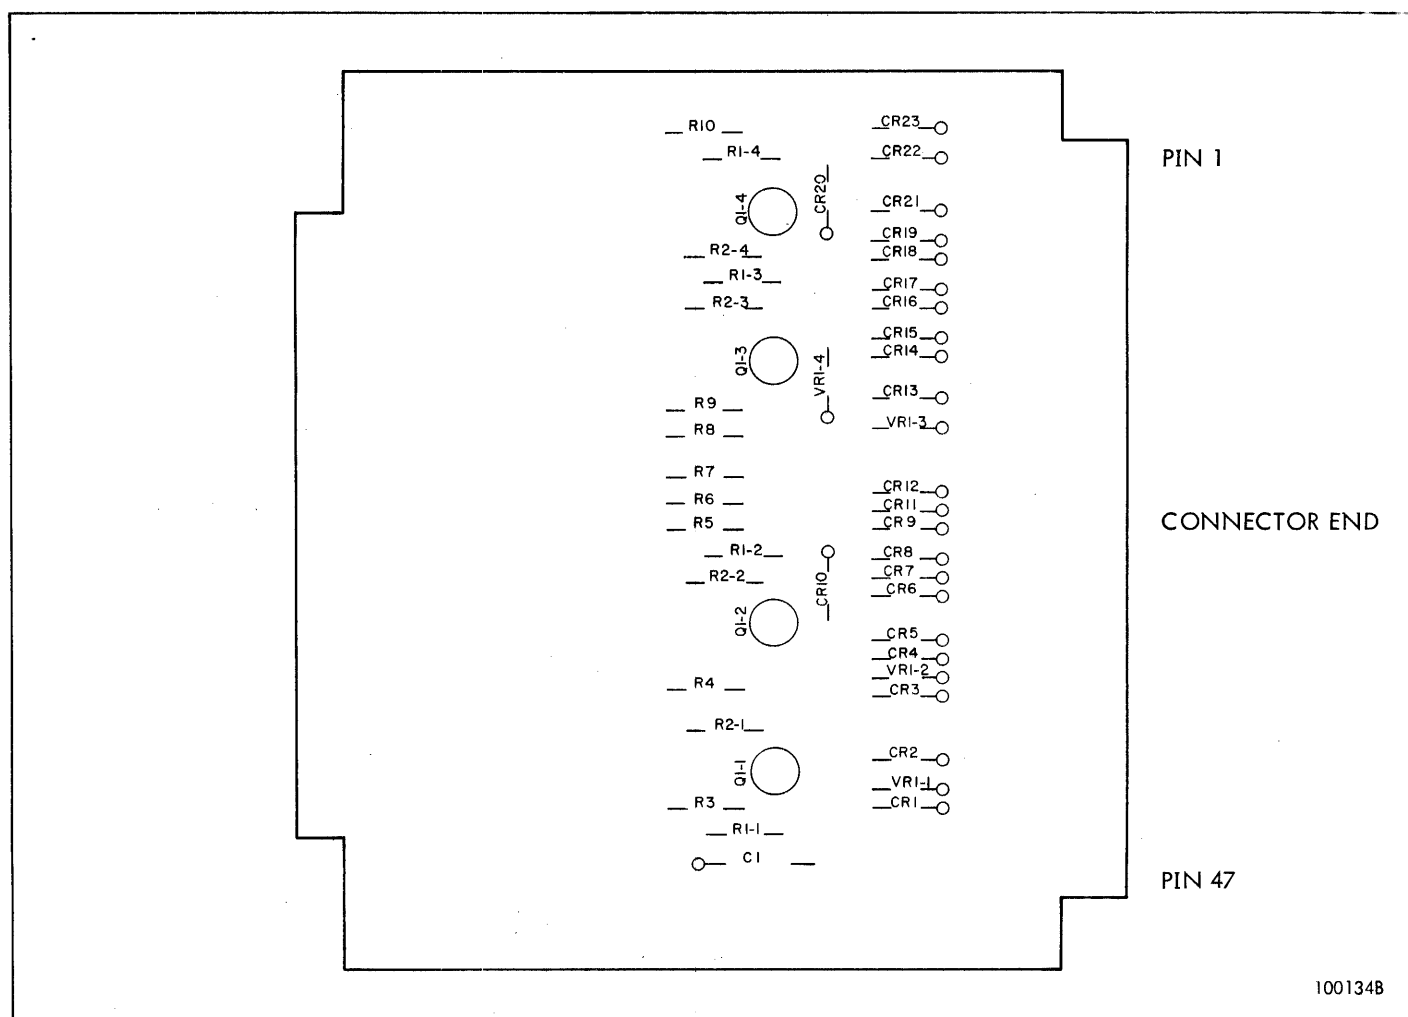 R10
CR23
R1-4
CR22
PIN 1
CR20
Q1-4
CR21
CR19
R2-4
CR18
R1-3
CR17
R2-3
CR16
CR15
Q1-3
CR14
VR1-4
CR13
R9
VR1-3
R8
R7
CR12
R6
CR11
R5
CR9
CONNECTOR END
R1-2
CR8
R2-2
CR7
CR10
CR6
Q1-2
CR5
CR4
VR1-2
R4
CR3
R2-1
CR2
Q1-1
VR1-1
R3
CR1
R1-1
C1
PIN 47
100134B